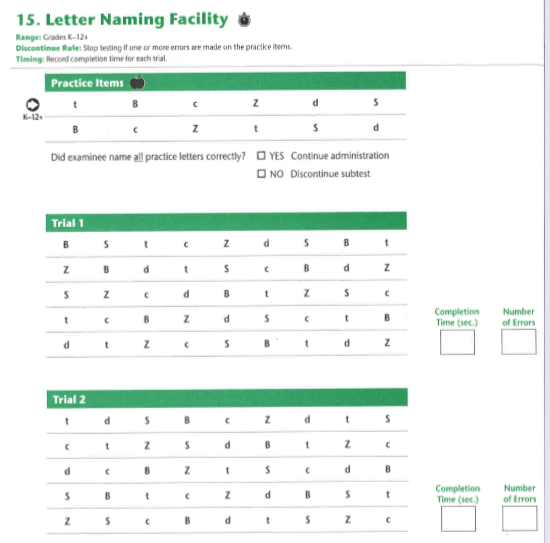 15. Letter Naming Facility
Range: Grades K–12+
Discontinue Rule: Stop testing if one or more errors are made on the practice items.
Timing: Record completion time for each trial.
Practice Items
K–12+
t B c Z d S
B c Z t S d
Did examinee name all practice letters correctly? YES Continue administration
NO Discontinue subtest
Trial 1
B S t c Z d S B t
Z B d t S c B d Z
S Z c d B t Z S c
t c B Z d S c t B
d t Z c S B t d Z
Completion Time (sec.)
Number of Errors
Trial 2
t d S B c Z d t S
c t Z S d B t Z c
d c B Z t S c d B
S B t c Z d B S t
Z S c B d t S Z c
Completion Time (sec.)
Number of Errors